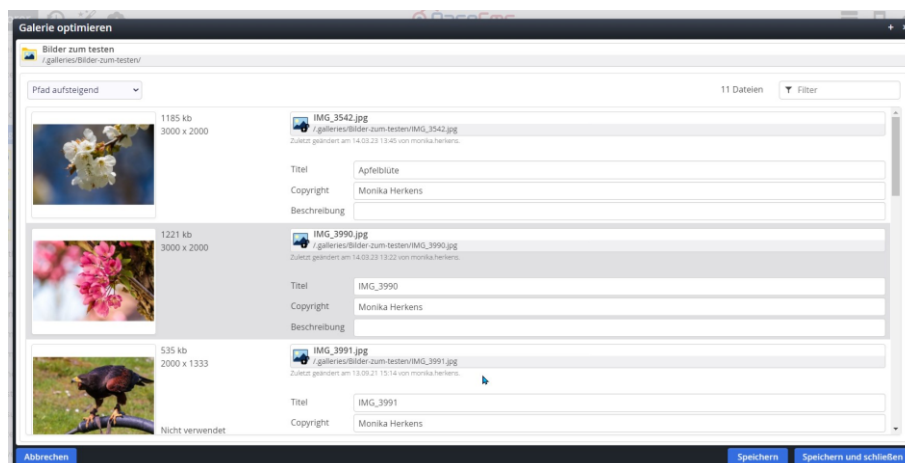 Galerie optimieren
Bilder zum testen
/.galleries/Bilder-zum-testen/
Pfad aufsteigend
11 Dateien
Filter
1185 kb
3000 x 2000
IMG_3542.jpg
/.galleries/Bilder-zum-testen/IMG_3542.jpg
Zuletzt geändert am 14.03.23 13:45 von monika.herkens.
Titel
Apfelblüte
Copyright
Monika Herkens
Beschreibung
1221 kb
3000 x 2000
IMG_3990.jpg
/.galleries/Bilder-zum-testen/IMG_3990.jpg
Zuletzt geändert am 14.03.23 13:22 von monika.herkens.
Titel
IMG_3990
Copyright
Monika Herkens
Beschreibung
535 kb
2000 x 1333
Nicht verwendet
IMG_3991.jpg
/.galleries/Bilder-zum-testen/IMG_3991.jpg
Zuletzt geändert am 13.09.21 15:14 von monika.herkens.
Titel
IMG_3991
Copyright
Monika Herkens
Abbrechen
Speichern
Speichern und schließen